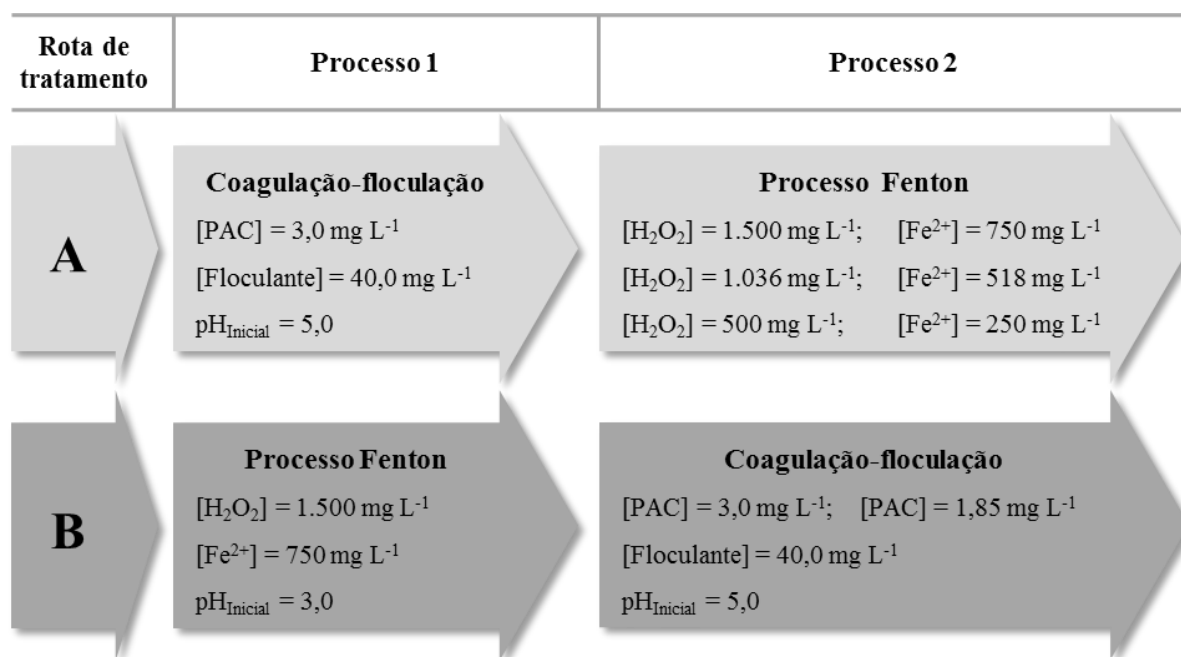 Rota de
tratamento
Processo 1
Processo 2
A
Coagulação-floculação
[PAC] = 3,0 mg L⁻¹
[Floculante] = 40,0 mg L⁻¹
pHInicial = 5,0
Processo Fenton
[H₂O₂] = 1.500 mg L⁻¹; [Fe²⁺] = 750 mg L⁻¹
[H₂O₂] = 1.036 mg L⁻¹; [Fe²⁺] = 518 mg L⁻¹
[H₂O₂] = 500 mg L⁻¹; [Fe²⁺] = 250 mg L⁻¹
B
Processo Fenton
[H₂O₂] = 1.500 mg L⁻¹
[Fe²⁺] = 750 mg L⁻¹
pHInicial = 3,0
Coagulação-floculação
[PAC] = 3,0 mg L⁻¹; [PAC] = 1,85 mg L⁻¹
[Floculante] = 40,0 mg L⁻¹
pHInicial = 5,0